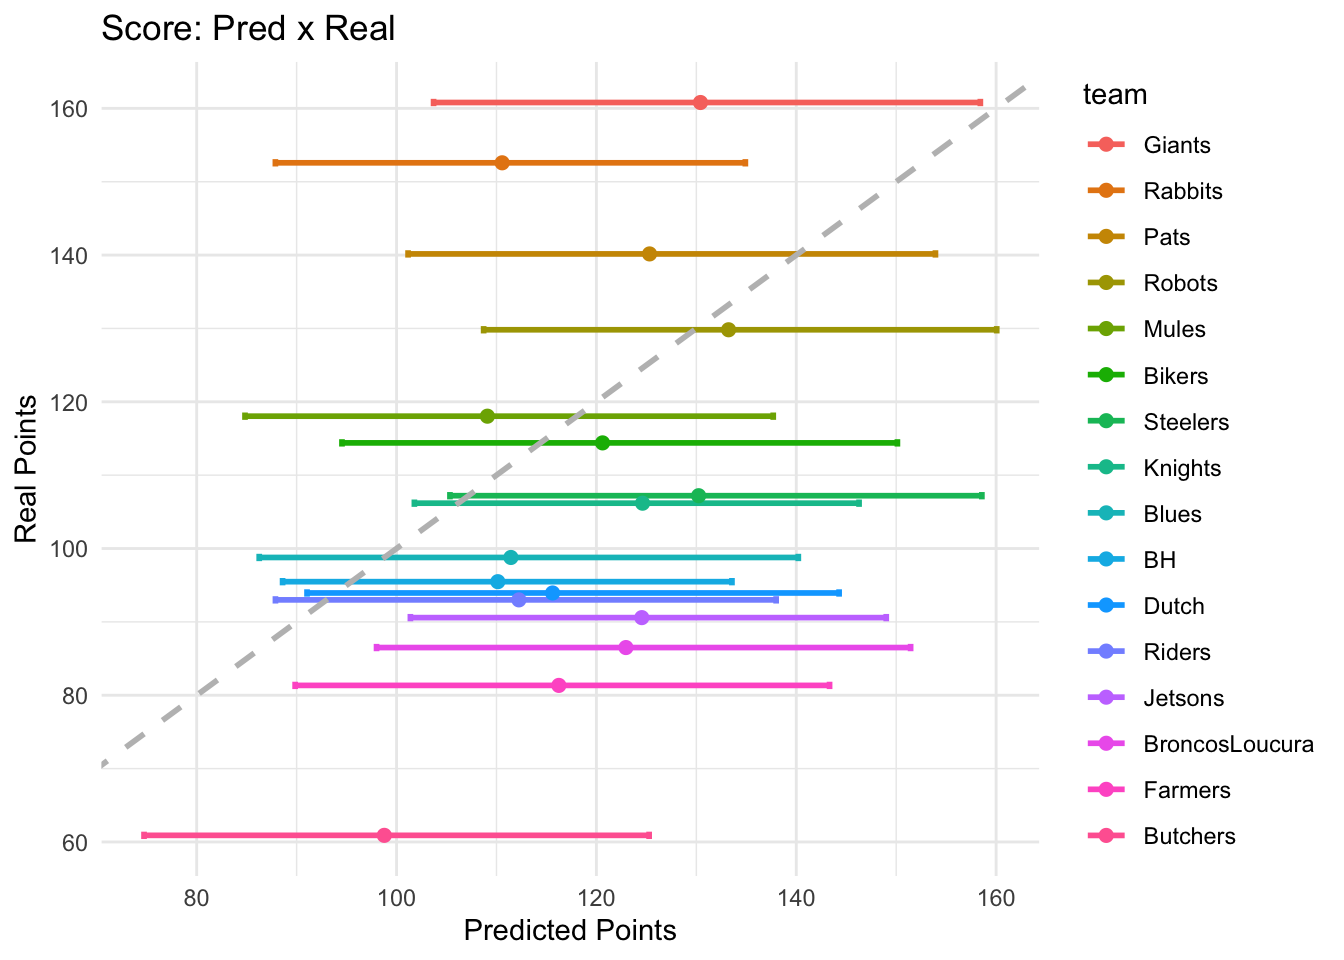 Score: Pred x Real
160
140
120
100
80
60
Real Points
80
100
120
140
160
Predicted Points
team
Giants
Rabbits
Pats
Robots
Mules
Bikers
Steelers
Knights
Blues
BH
Dutch
Riders
Jetsons
BroncosLoucura
Farmers
Butchers